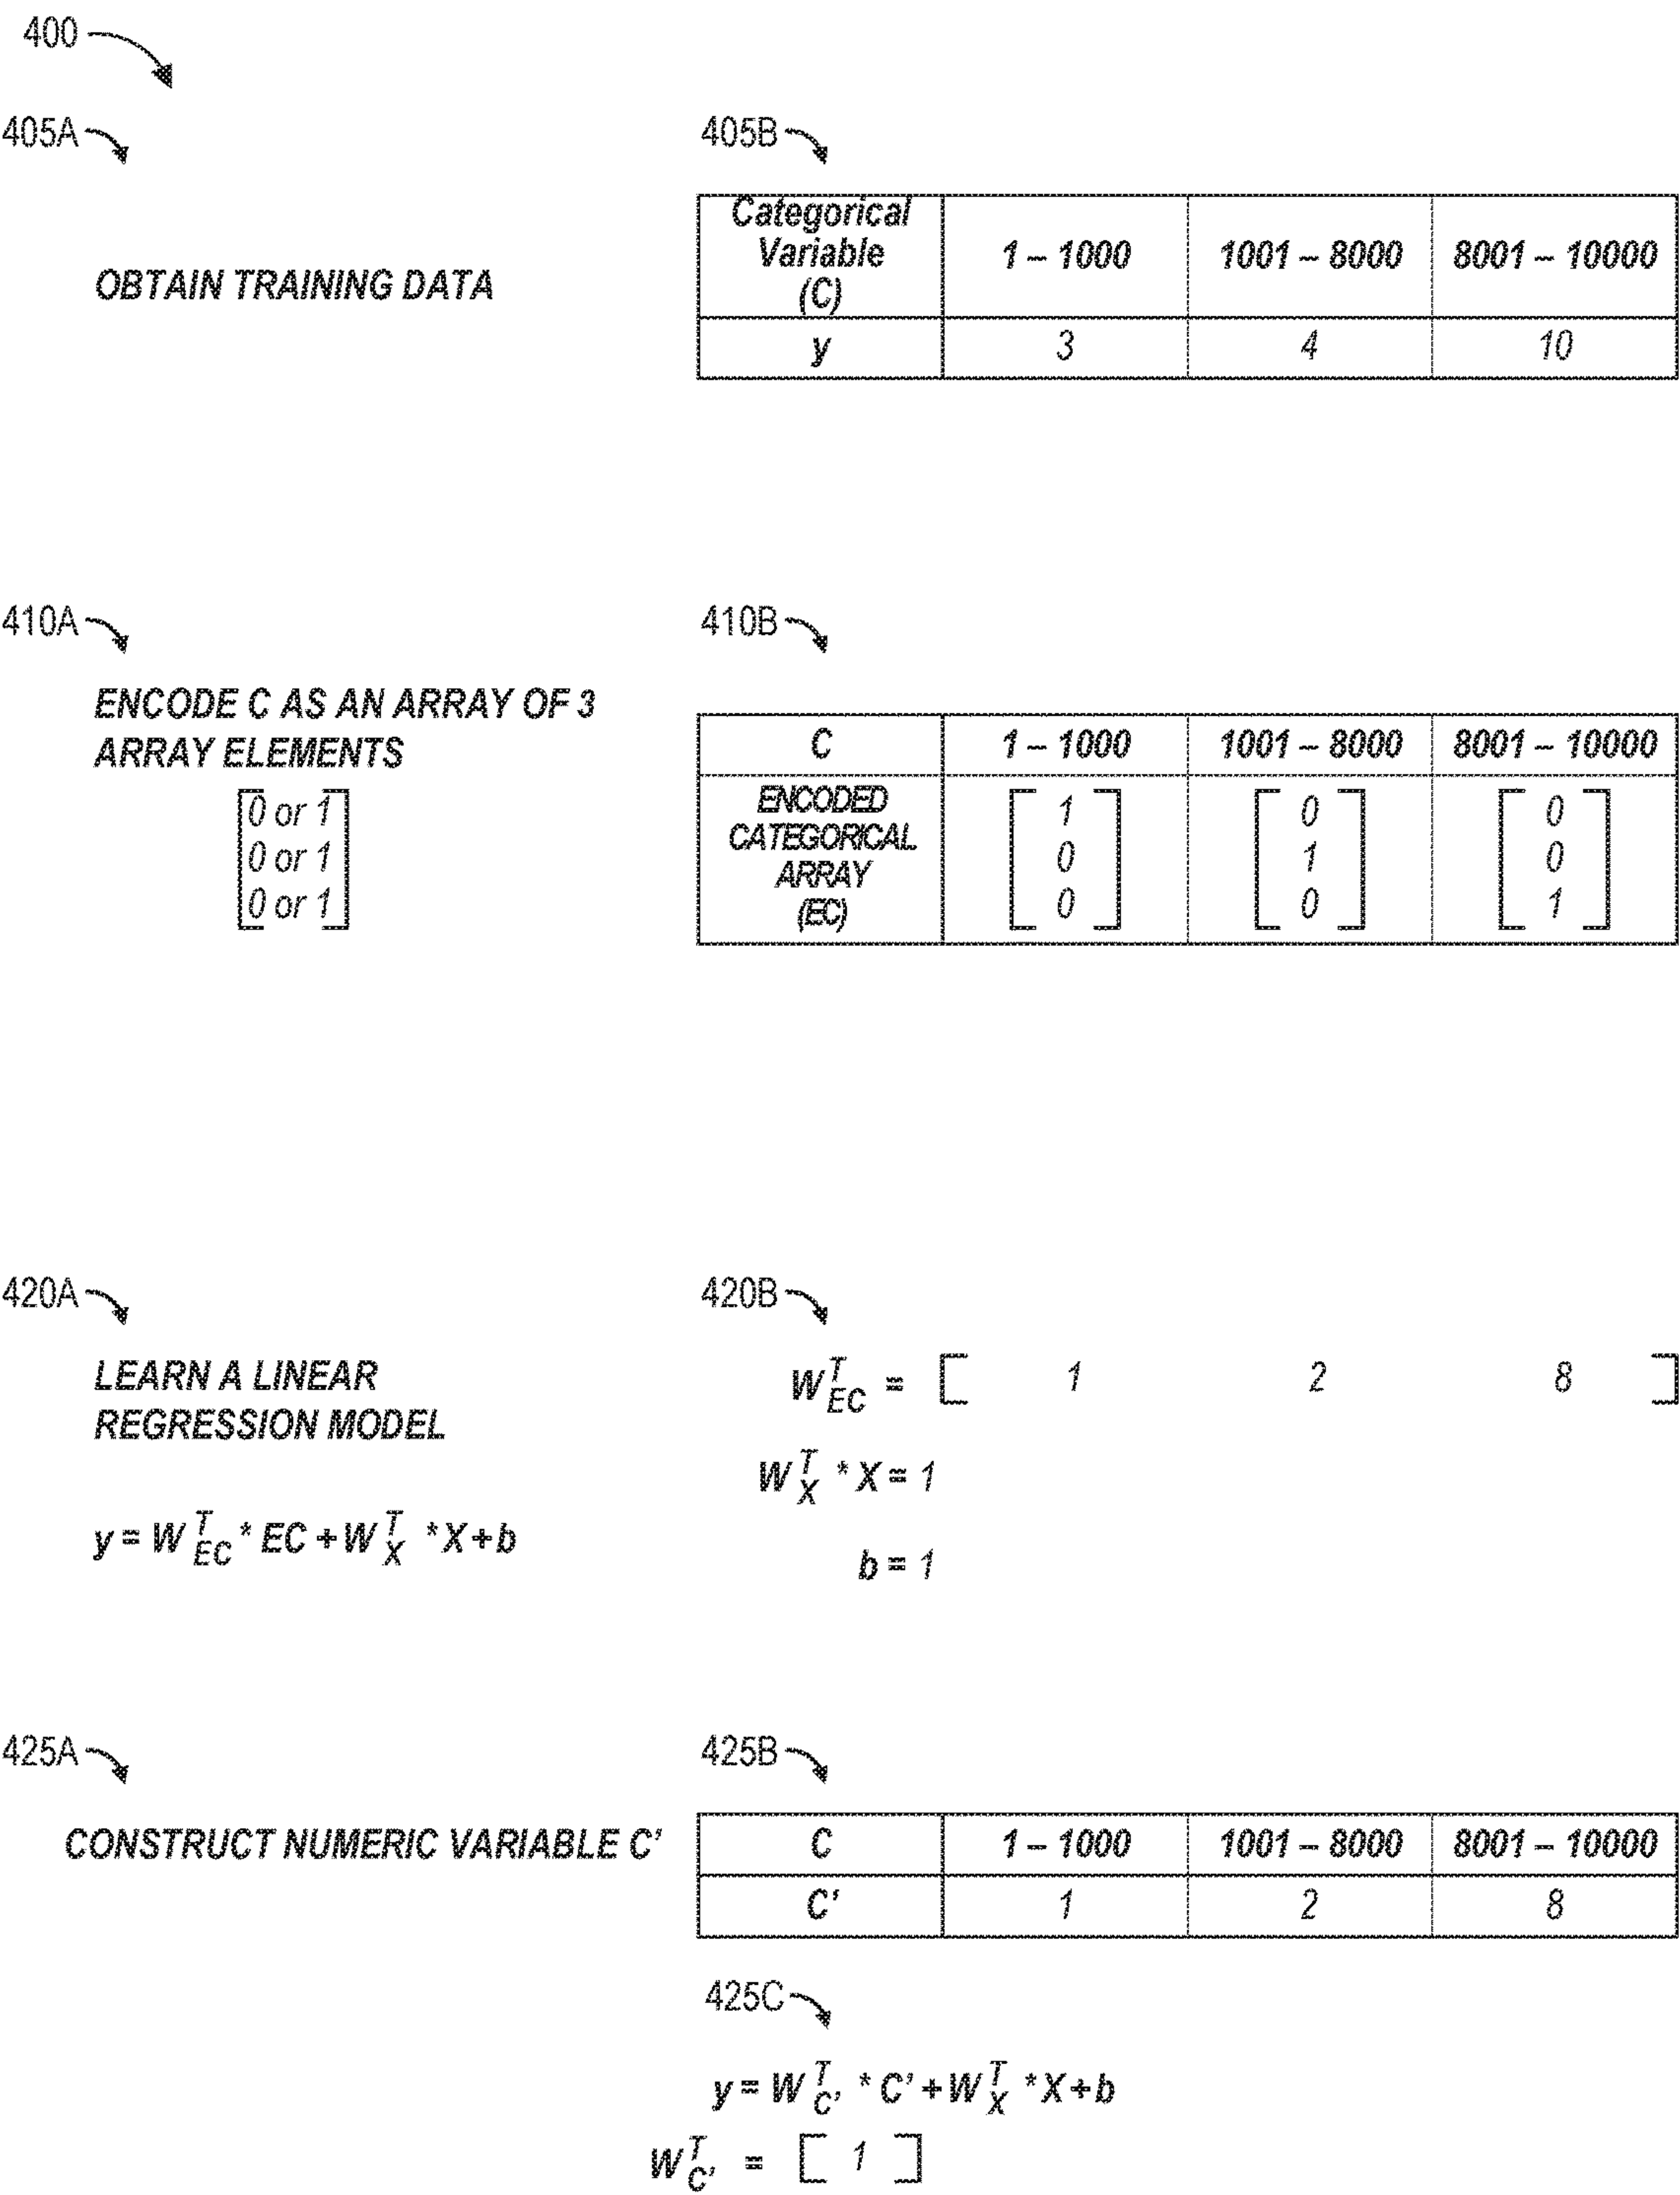 400
405A
405B
OBTAIN TRAINING DATA
Categorical
Variable
(C)
1 – 1000
1001 – 8000
8001 – 10000
y
3
4
10
410A
410B
ENCODE C AS AN ARRAY OF 3
ARRAY ELEMENTS
0 or 1
0 or 1
0 or 1
C
1 – 1000
1001 – 8000
8001 – 10000
ENCODED
CATEGORICAL
ARRAY
(EC)
1
0
0
0
1
0
0
0
1
420A
420B
LEARN A LINEAR
REGRESSION MODEL
y = W^T_EC * EC + W^T_X * X + b
W^T_EC = [ 1 2 8 ]
W^T_X * X = 1
b = 1
425A
425B
CONSTRUCT NUMERIC VARIABLE C’
C
1 – 1000
1001 – 8000
8001 – 10000
C’
1
2
8
425C
y = W^T_C’ * C’ + W^T_X * X + b
W^T_C’ = [ 1 ]